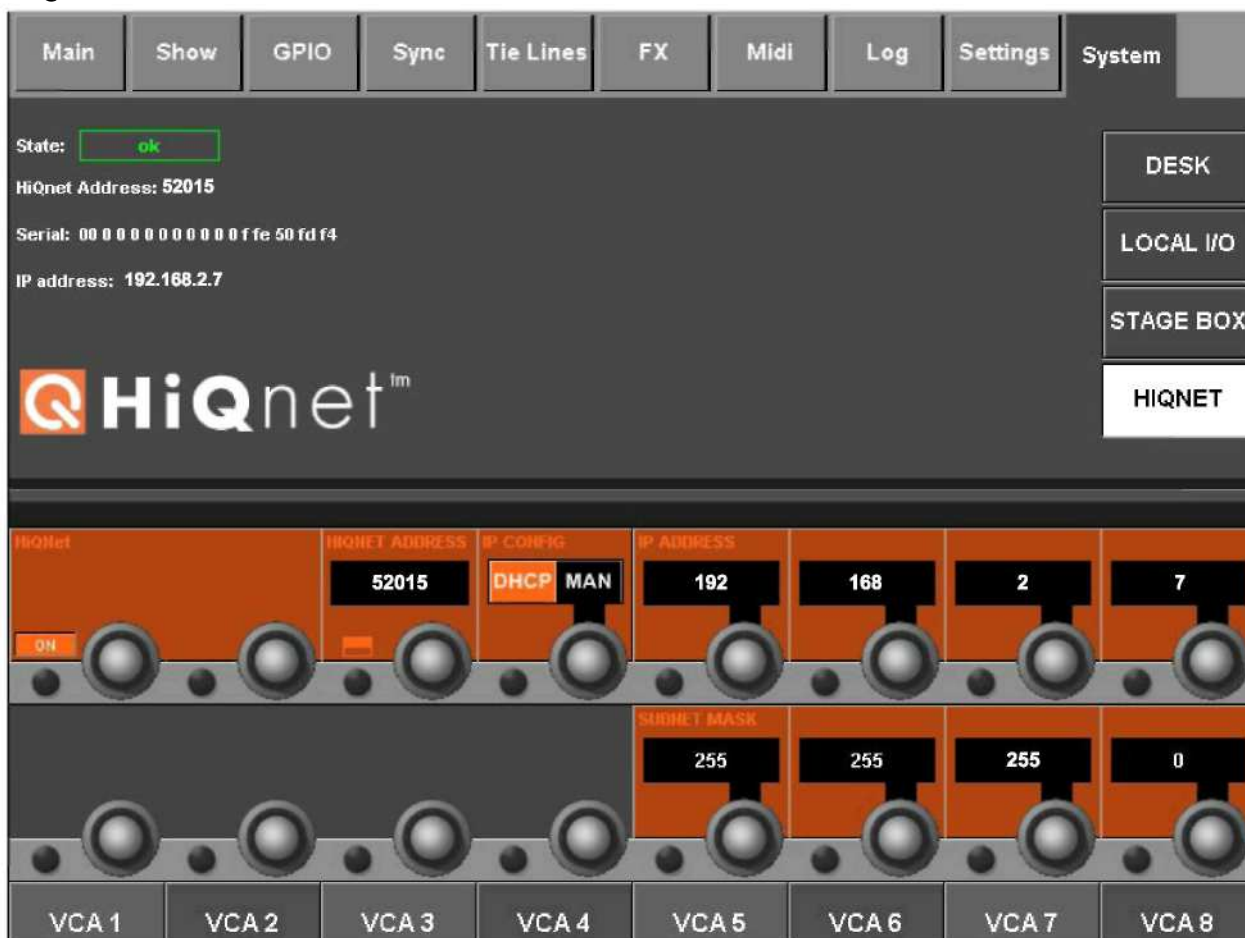 Main Show GPIO Sync Tie Lines FX Midi Log Settings System
State: ok
HiQnet Address: 52015
Serial: 00 0 0 0 0 0 0 0 0 0 0 f fe 50 fd f4
IP address: 192.168.2.7
DESK
LOCAL I/O
STAGE BOX
HIQNET
Q HiQnet™
HiQNet HIQNET ADDRESS IP CONFIG IP ADDRESS
52015 DHCP MAN 192 168 2 7
ON
SUBNET MASK
255 255 255 0
VCA 1 VCA 2 VCA 3 VCA 4 VCA 5 VCA 6 VCA 7 VCA 8